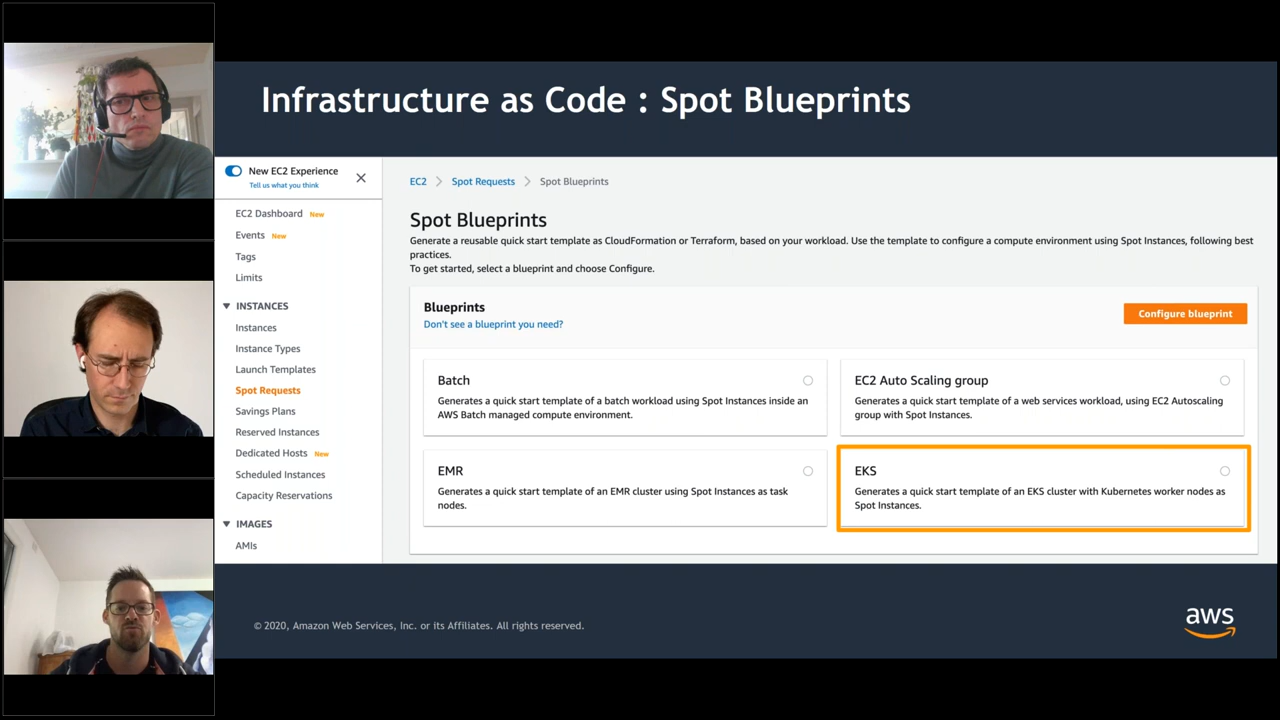 Infrastructure as Code : Spot Blueprints
New EC2 Experience
Tell us what you think
EC2 Dashboard New
Events New
Tags
Limits
INSTANCES
Instances
Instance Types
Launch Templates
Spot Requests
Savings Plans
Reserved Instances
Dedicated Hosts New
Scheduled Instances
Capacity Reservations
IMAGES
AMIs
EC2 > Spot Requests > Spot Blueprints
Spot Blueprints
Generate a reusable quick start template as CloudFormation or Terraform, based on your workload. Use the template to configure a compute environment using Spot Instances, following best
practices.
To get started, select a blueprint and choose Configure.
Blueprints
Don't see a blueprint you need?
Configure blueprint
Batch
Generates a quick start template of a batch workload using Spot Instances inside an
AWS Batch managed compute environment.
EC2 Auto Scaling group
Generates a quick start template of a web services workload, using EC2 Autoscaling
group with Spot Instances.
EMR
Generates a quick start template of an EMR cluster using Spot Instances as task
nodes.
EKS
Generates a quick start template of an EKS cluster with Kubernetes worker nodes as
Spot Instances.
© 2020, Amazon Web Services, Inc. or its Affiliates. All rights reserved.
aws